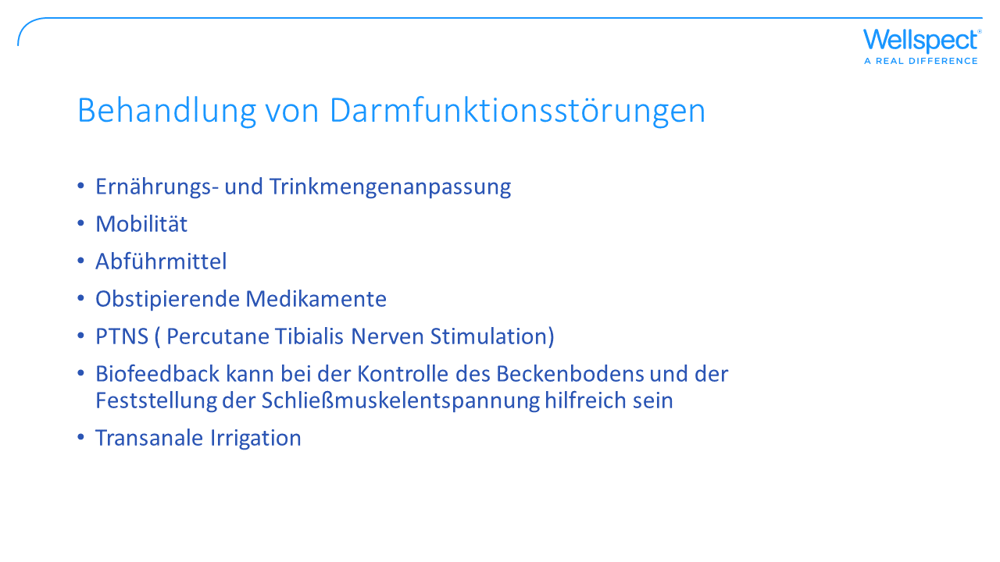 Wellspect®
A REAL DIFFERENCE
Behandlung von Darmfunktionsstörungen
• Ernährungs- und Trinkmengenanpassung
• Mobilität
• Abführmittel
• Obstipierende Medikamente
• PTNS ( Percutane Tibialis Nerven Stimulation)
• Biofeedback kann bei der Kontrolle des Beckenbodens und der
Feststellung der Schließmuskelentspannung hilfreich sein
• Transanale Irrigation